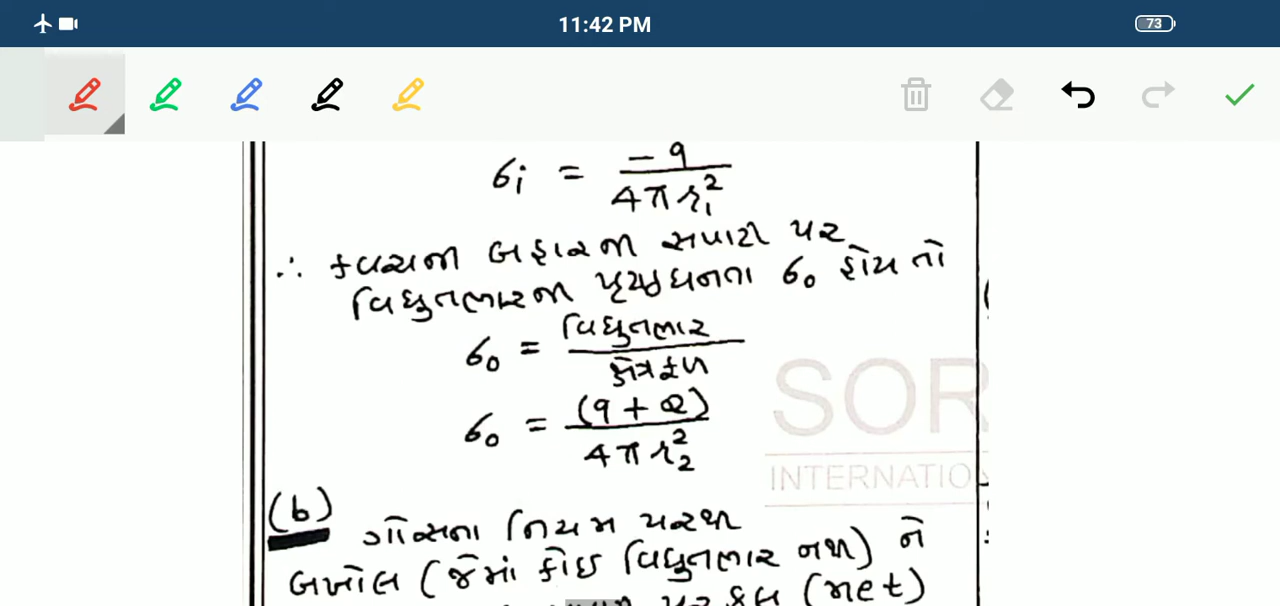 11:42 PM
73
σi = -q / 4πr₁²
∴ કવચની બહારની સપાટી પર
વિદ્યુતભારની પૃષ્ઠઘનતા σ₀ હોય તો
σ₀ = વિદ્યુતભાર / ક્ષેત્રફળ
σ₀ = (q + Q) / 4πr₂²
SOR
INTERNATIO
(b) ગૉસના નિયમ પરથી
બખોલ (જેમાં કોઈ વિદ્યુતભાર નથી) ને
(net)